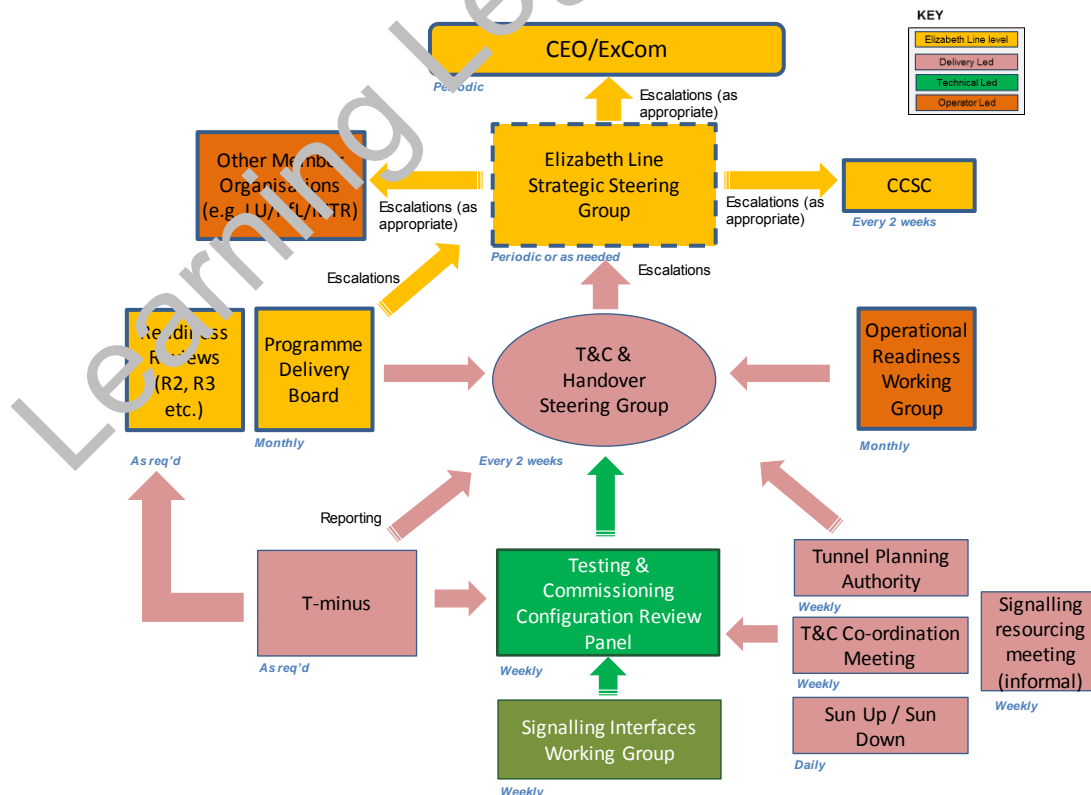 KEY
Elizabeth Line level
Delivery Led
Technical Led
Operator Led
CEO/ExCom
Periodic
Escalations (as
appropriate)
Other Member
Organisations
(e.g. LU/RfL/MTR)
Elizabeth Line
Strategic Steering
Group
CCSC
Escalations (as
appropriate)
Escalations (as
appropriate)
Every 2 weeks
Periodic or as needed
Escalations
Escalations
Readiness
Reviews
(R2, R3
etc.)
Programme
Delivery
Board
T&C &
Handover
Steering Group
Operational
Readiness
Working
Group
Monthly
Monthly
As req'd
Every 2 weeks
Reporting
T-minus
As req'd
Testing &
Commissioning
Configuration Review
Panel
Weekly
Tunnel Planning
Authority
Weekly
T&C Co-ordination
Meeting
Weekly
Signalling
resourcing
meeting
(informal)
Weekly
Signalling Interfaces
Working Group
Weekly
Sun Up / Sun
Down
Daily
Learning Le